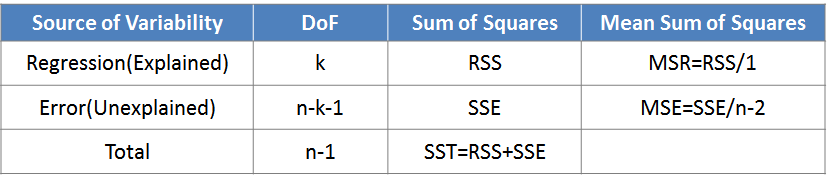 Source of Variability DoF Sum of Squares Mean Sum of Squares
Regression(Explained) k RSS MSR=RSS/1
Error(Unexplained) n-k-1 SSE MSE=SSE/n-2
Total n-1 SST=RSS+SSE